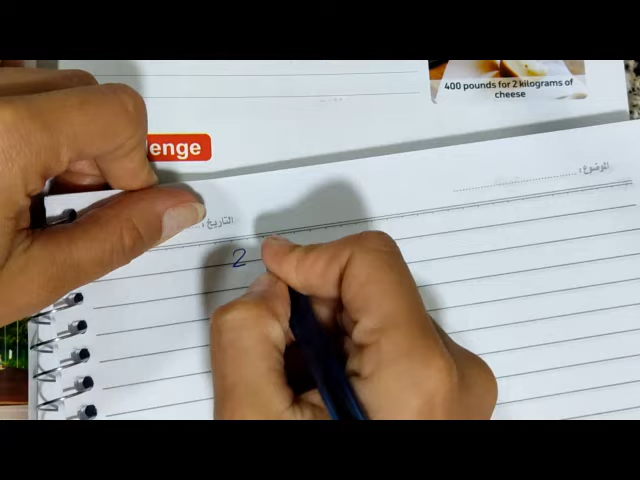 400 pounds for 2 kilograms of
cheese
enge
الموضوع :
التاريخ :
2